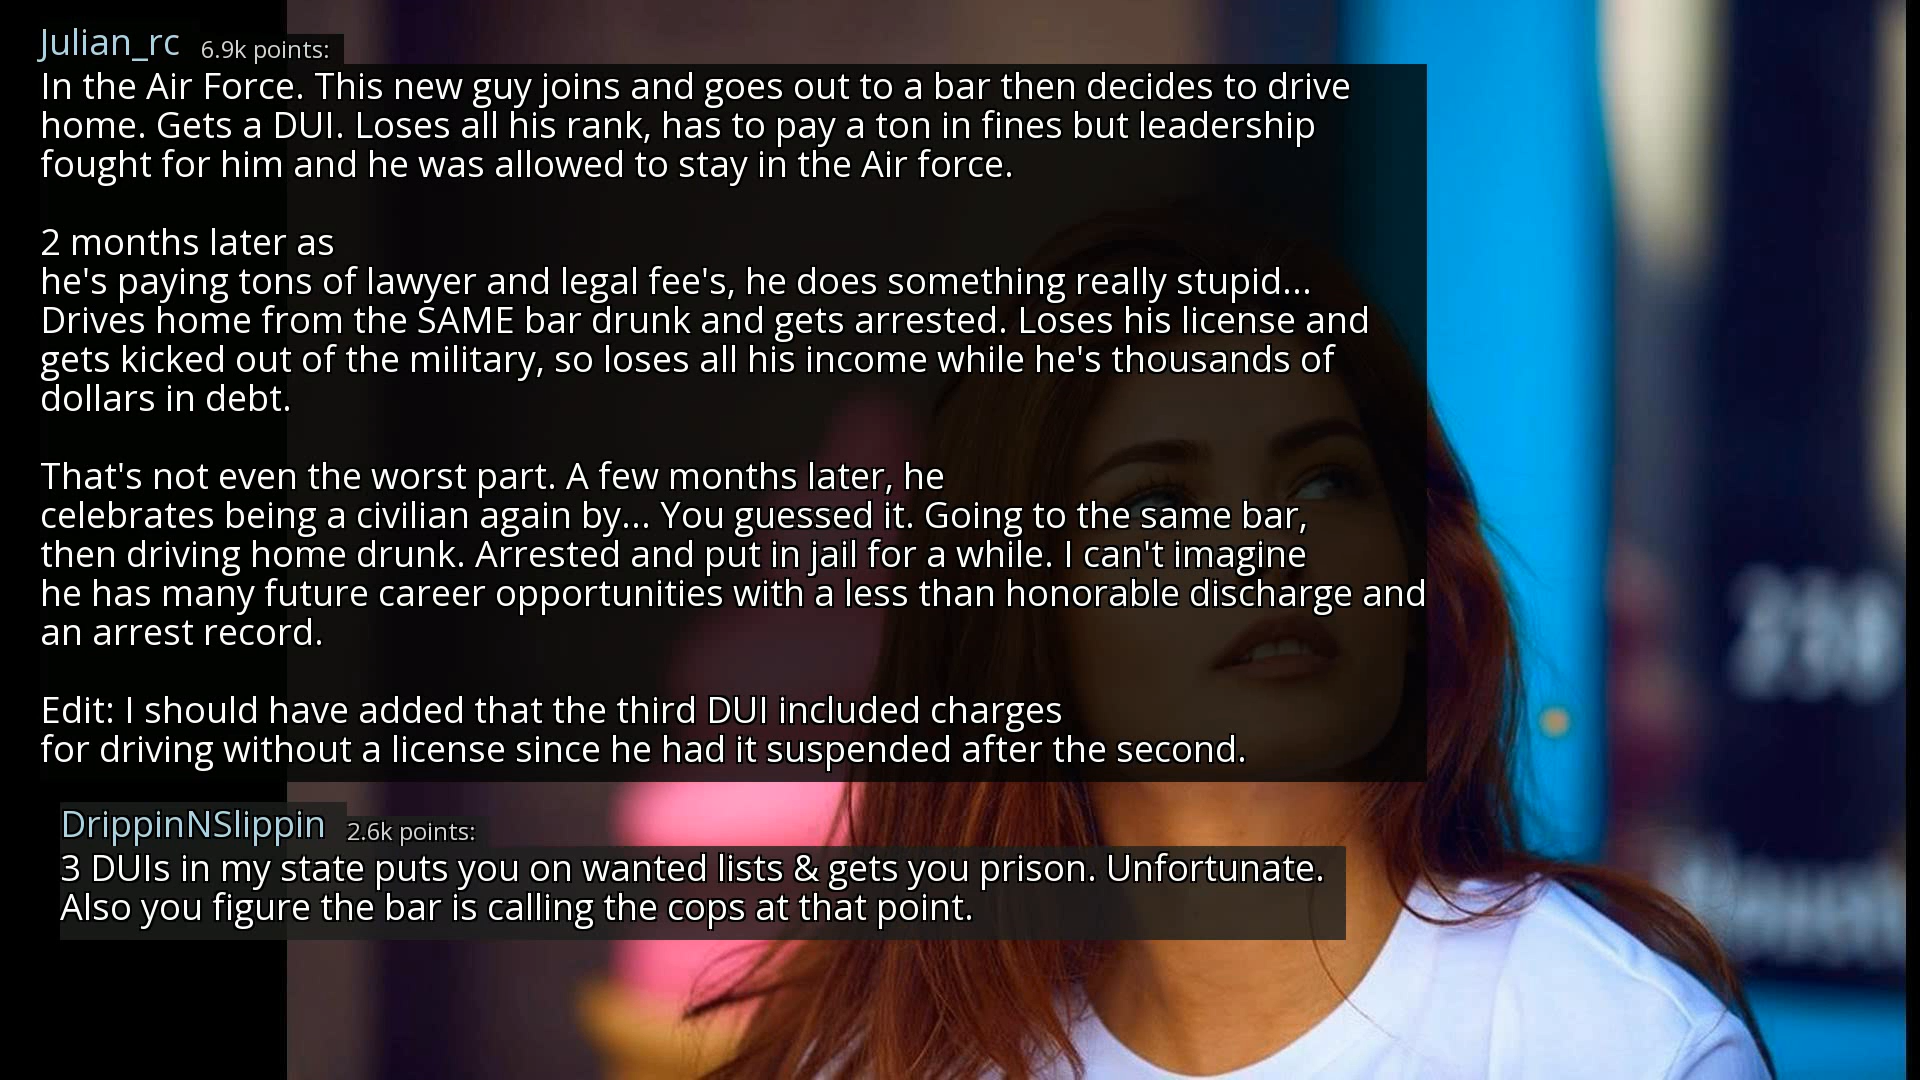 Julian_rc 6.9k points:
In the Air Force. This new guy joins and goes out to a bar then decides to drive
home. Gets a DUI. Loses all his rank, has to pay a ton in fines but leadership
fought for him and he was allowed to stay in the Air force.
2 months later as
he's paying tons of lawyer and legal fee's, he does something really stupid...
Drives home from the SAME bar drunk and gets arrested. Loses his license and
gets kicked out of the military, so loses all his income while he's thousands of
dollars in debt.
That's not even the worst part. A few months later, he
celebrates being a civilian again by... You guessed it. Going to the same bar,
then driving home drunk. Arrested and put in jail for a while. I can't imagine
he has many future career opportunities with a less than honorable discharge and
an arrest record.
Edit: I should have added that the third DUI included charges
for driving without a license since he had it suspended after the second.
DrippinNSlippin 2.6k points:
3 DUIs in my state puts you on wanted lists & gets you prison. Unfortunate.
Also you figure the bar is calling the cops at that point.